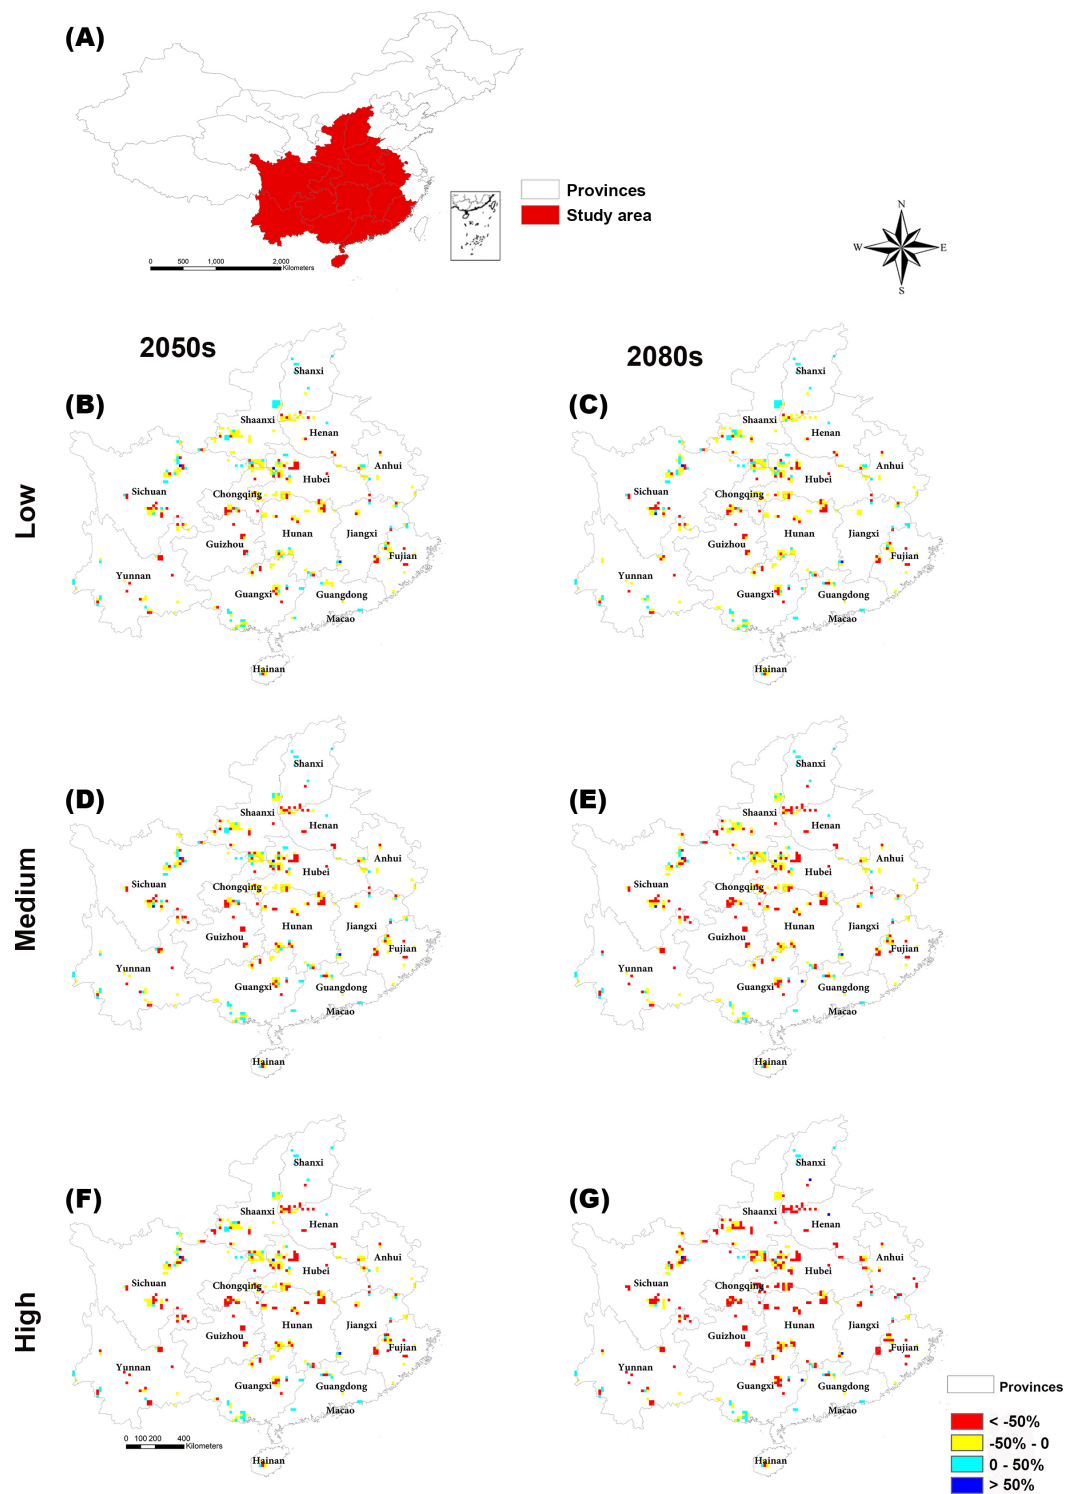 (A)
Provinces
Study area
0 500 1,000 2,000
Kilometers
N
W E
S
2050s
2080s
Low
(B)
Shanxi
Shaanxi
Henan
Anhui
Hubei
Sichuan
Chongqing
Hunan
Jiangxi
Guizhou
Fujian
Yunnan
Guangxi
Guangdong
Macao
Hainan
(C)
Shanxi
Shaanxi
Henan
Anhui
Hubei
Sichuan
Chongqing
Hunan
Jiangxi
Guizhou
Fujian
Yunnan
Guangxi
Guangdong
Macao
Hainan
Medium
(D)
Shanxi
Shaanxi
Henan
Anhui
Hubei
Sichuan
Chongqing
Hunan
Jiangxi
Guizhou
Fujian
Yunnan
Guangxi
Guangdong
Macao
Hainan
(E)
Shanxi
Shaanxi
Henan
Anhui
Hubei
Sichuan
Chongqing
Hunan
Jiangxi
Guizhou
Fujian
Yunnan
Guangxi
Guangdong
Macao
Hainan
High
(F)
Shanxi
Shaanxi
Henan
Anhui
Hubei
Sichuan
Chongqing
Hunan
Jiangxi
Guizhou
Fujian
Yunnan
Guangxi
Guangdong
Macao
Hainan
0 100 200 400
Kilometers
(G)
Shanxi
Shaanxi
Henan
Anhui
Hubei
Sichuan
Chongqing
Hunan
Jiangxi
Guizhou
Fujian
Yunnan
Guangxi
Guangdong
Macao
Hainan
Provinces
< -50%
-50% - 0
0 - 50%
> 50%